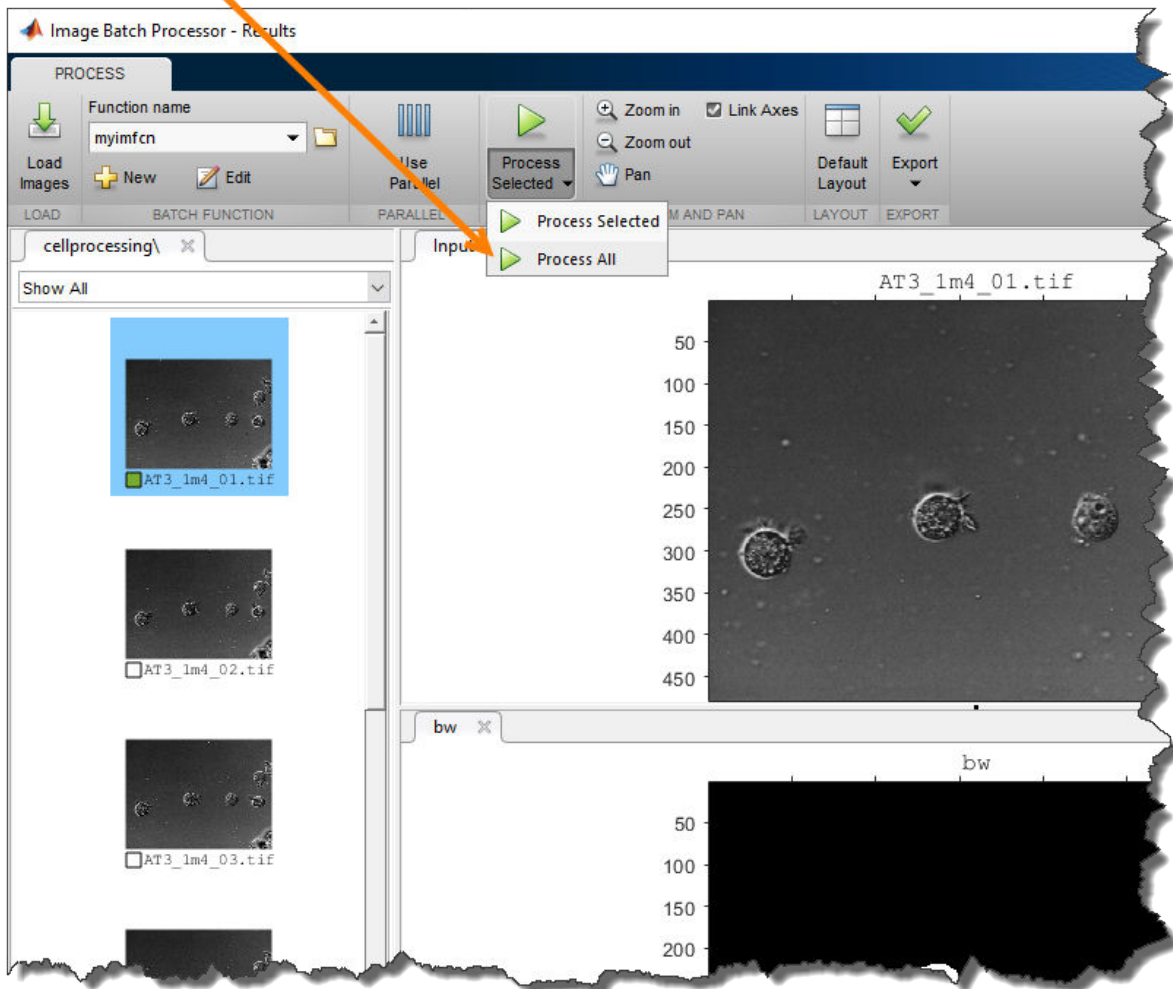 Image Batch Processor - Results
PROCESS
Load
Images
Function name
myimfcn
New
Edit
Use
Parallel
Process
Selected
Zoom in
Link Axes
Zoom out
Pan
Default
Layout
Export
LOAD
BATCH FUNCTION
PARALLEL
M AND PAN
LAYOUT
EXPORT
Process Selected
Process All
cellprocessing\
Show All
AT3_1m4_01.tif
AT3_1m4_02.tif
AT3_1m4_03.tif
Input
AT3_1m4_01.tif
50
100
150
200
250
300
350
400
450
bw
bw
50
100
150
200